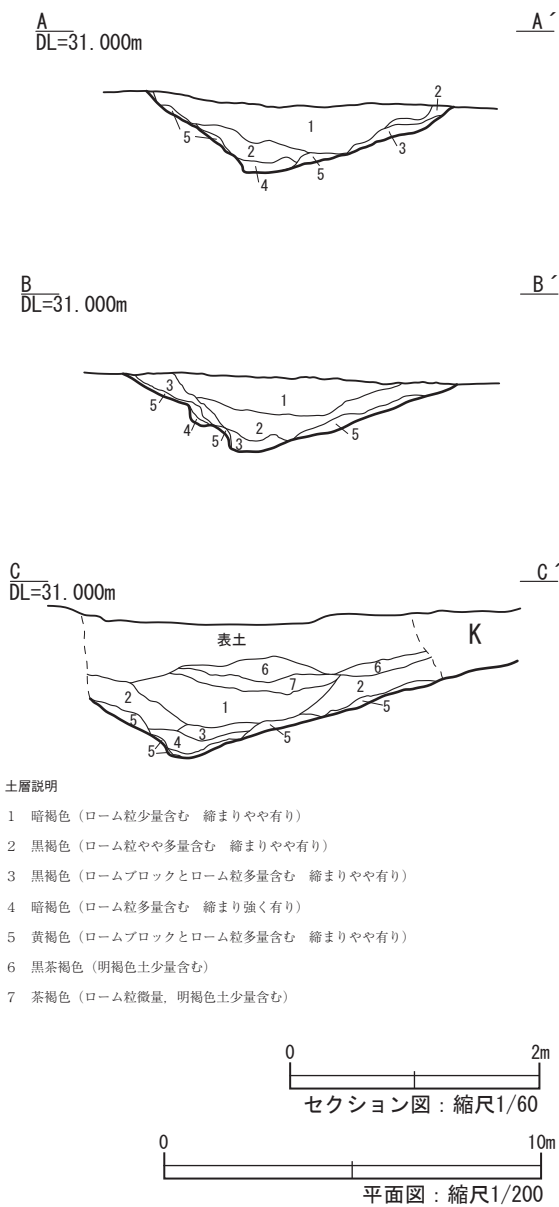 A A´
DL=31.000m
2
1
5
3
2
5
4
B B´
DL=31.000m
3
1
5
2
4
5 3
5
C C´
DL=31.000m
表土
K
6
6
7
2
2
1
5
5
3
4
5
5
土層説明
1 暗褐色（ローム粒少量含む 締まりやや有り）
2 黒褐色（ローム粒やや多量含む 締まりやや有り）
3 黒褐色（ロームブロックとローム粒多量含む 締まりやや有り）
4 暗褐色（ローム粒多量含む 締まり強く有り）
5 黄褐色（ロームブロックとローム粒多量含む 締まりやや有り）
6 黒茶褐色（明褐色土少量含む）
7 茶褐色（ローム粒微量，明褐色土少量含む）
0 2m
セクション図：縮尺1/60
0 10m
平面図：縮尺1/200